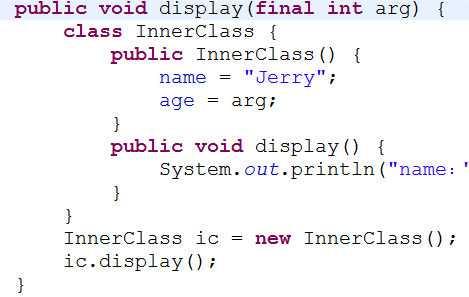 public void display(final int arg) {
    class InnerClass {
        public InnerClass() {
            name = "Jerry";
            age = arg;
        }
        public void display() {
            System.out.println("name："
        }
    }
    InnerClass ic = new InnerClass();
    ic.display();
}